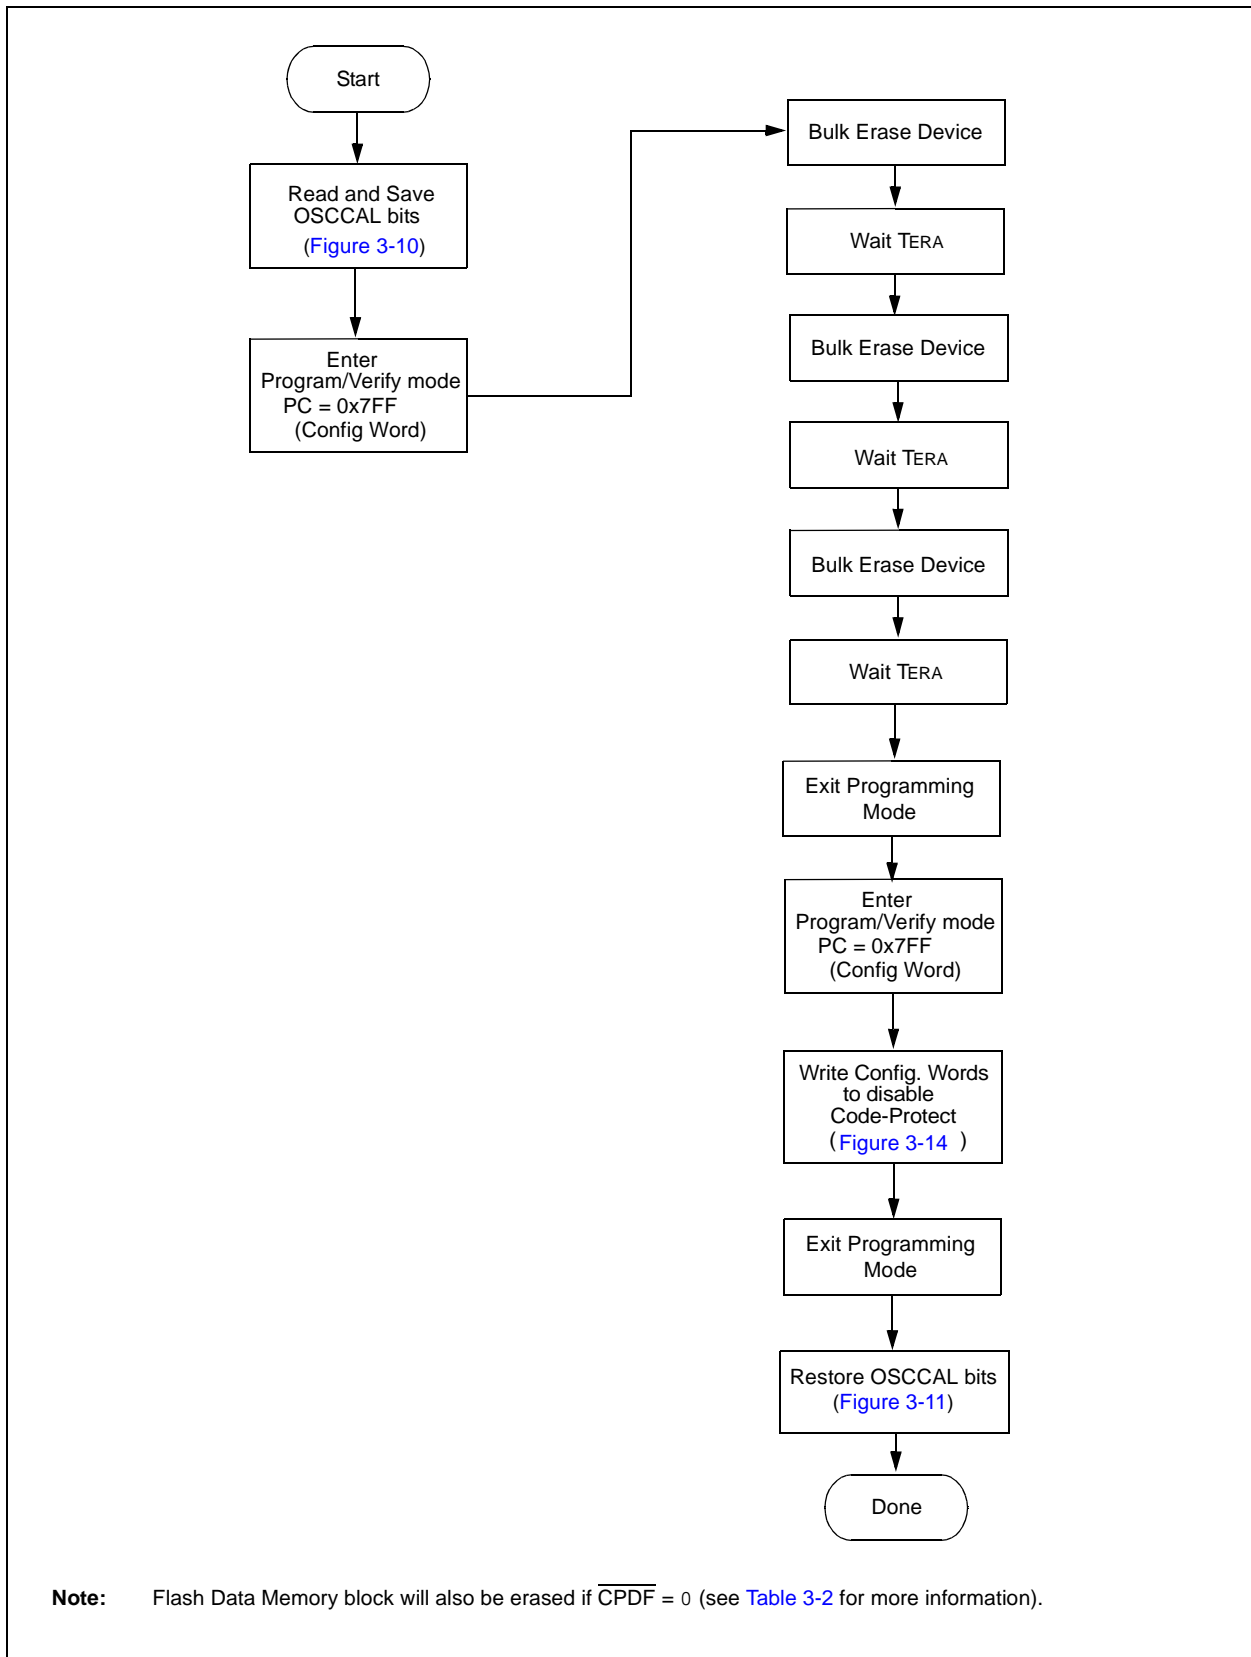 Start
Read and Save
OSCCAL bits
(Figure 3-10)
Enter
Program/Verify mode
PC = 0x7FF
(Config Word)
Bulk Erase Device
Wait TERA
Bulk Erase Device
Wait TERA
Bulk Erase Device
Wait TERA
Exit Programming
Mode
Enter
Program/Verify mode
PC = 0x7FF
(Config Word)
Write Config. Words
to disable
Code-Protect
(Figure 3-14 )
Exit Programming
Mode
Restore OSCCAL bits
(Figure 3-11)
Done
Note: Flash Data Memory block will also be erased if C̅P̅D̅F̅ = 0 (see Table 3-2 for more information).